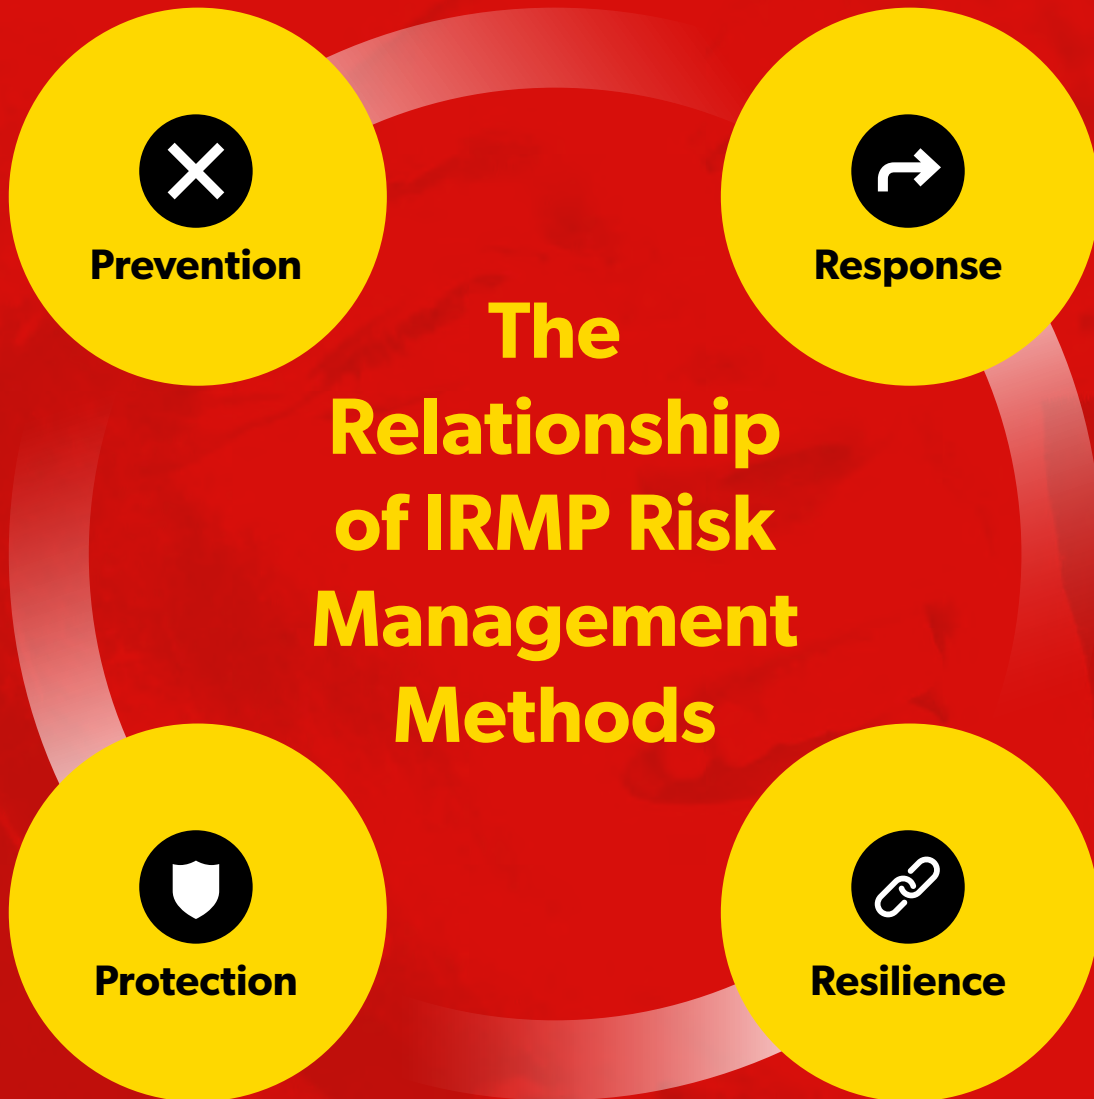 Prevention
Response
The
Relationship
of IRMP Risk
Management
Methods
Protection
Resilience